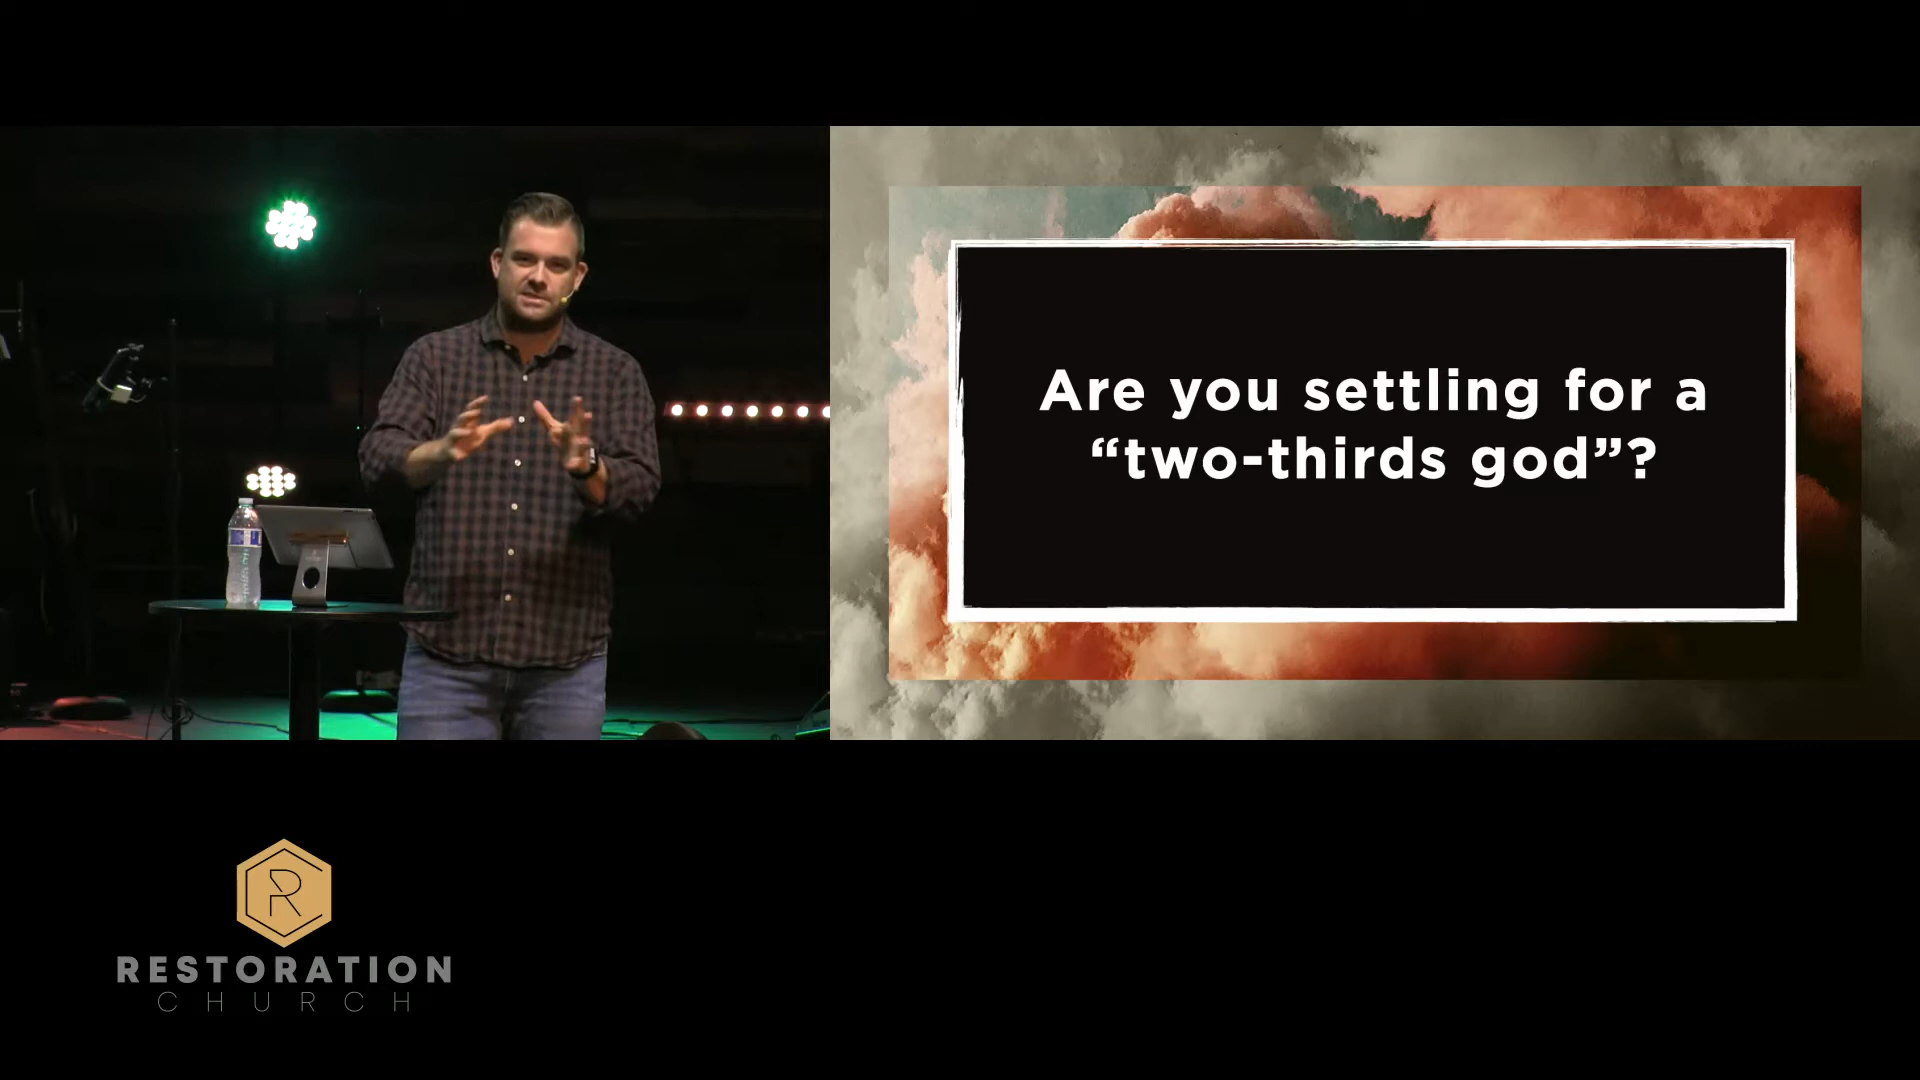 Are you settling for a
“two-thirds god”?
R
RESTORATION
CHURCH